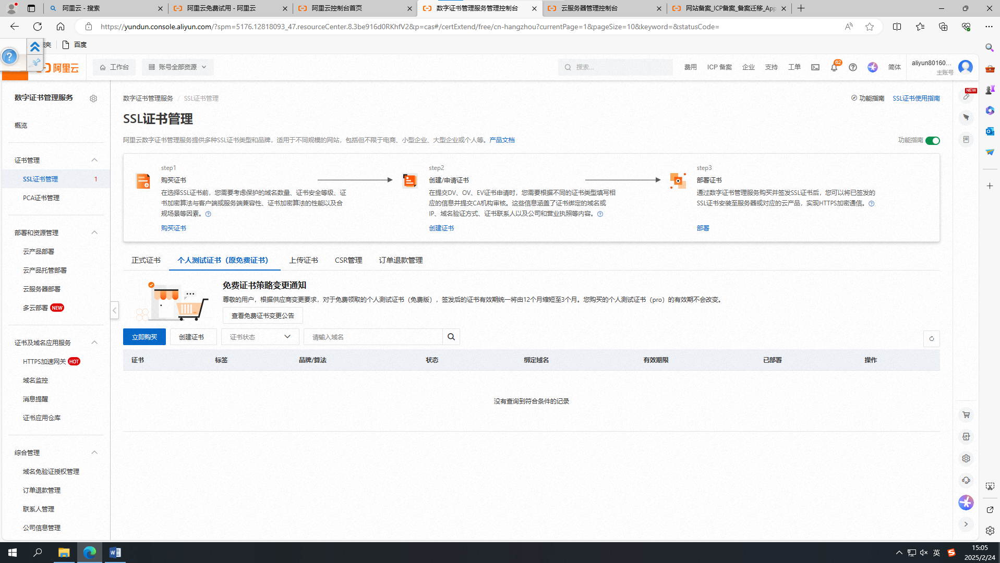 阿里云 - 搜索
阿里云免费试用 - 阿里云
阿里云控制台首页
数字证书管理服务管理控制台
云服务器管理控制台
网站备案_ICP备案_备案迁移_App
https://yundun.console.aliyun.com/?spm=5176.12818093_47.resourceCenter.8.3be916d0RKhfV2&p=cas#/certExtend/free/cn-hangzhou?currentPage=1&pageSize=10&keyword=&statusCode=
夹
百度
阿里云
工作台
账号全部资源
搜索...
费用
ICP 备案
企业
支持
工单
62
简体
aliyun80160...
主账号
数字证书管理服务
概览
证书管理
SSL证书管理 1
PCA证书管理
部署和资源管理
云产品部署
云产品托管部署
云服务器部署
多云部署 NEW
证书及域名应用服务
HTTPS加速网关 HOT
域名监控
消息提醒
证书应用仓库
综合管理
域名免验证授权管理
订单退款管理
联系人管理
公司信息管理
数字证书管理服务 / SSL证书管理
功能指南 SSL证书使用指南
SSL证书管理
阿里云数字证书管理服务提供多种SSL证书类型和品牌，适用于不同规模的网站，包括但不限于电商、小型企业、大型企业或个人等。产品文档
功能指南
step1
购买证书
在选择SSL证书前，您需要考虑保护的域名数量、证书安全等级、证
书加密算法与客户端或服务端兼容性、证书加密算法的性能以及合
规场景等因素。
购买证书
step2
创建/申请证书
在提交DV、OV、EV证书申请时，您需要根据不同的证书类型填写相
应的信息并提交CA机构审核。这些信息涵盖了证书绑定的域名或
IP、域名验证方式、证书联系人以及公司和营业执照等内容。
创建证书
step3
部署证书
通过数字证书管理服务购买并签发SSL证书后，您可以将已签发的
SSL证书安装至服务器或对应的云产品，实现HTTPS加密通信。
部署
正式证书
个人测试证书（原免费证书）
上传证书
CSR管理
订单退款管理
免费证书策略变更通知
尊敬的用户，根据供应商变更要求，对于免费领取的个人测试证书（免费版），签发后的证书有效期统一将由12个月缩短至3个月。您购买的个人测试证书（pro）的有效期不会改变。
查看免费证书变更公告
立即购买
创建证书
证书状态
请输入域名
证书 标签 品牌/算法 状态 绑定域名 有效期限 已部署 操作
没有查询到符合条件的记录
NEW
API
英
15:05
2025/2/24